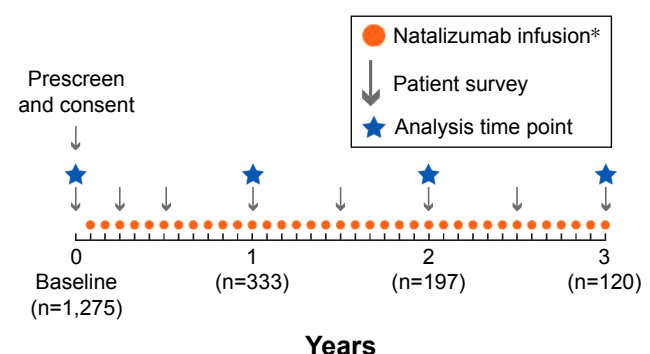 Natalizumab infusion*
Patient survey
Analysis time point
Prescreen
and consent
0
1
2
3
Baseline
(n=333)
(n=197)
(n=120)
(n=1,275)
Years